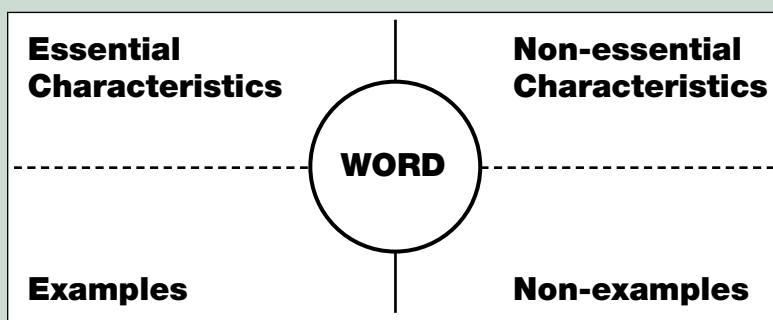 Essential
Characteristics
Non-essential
Characteristics
WORD
Examples
Non-examples